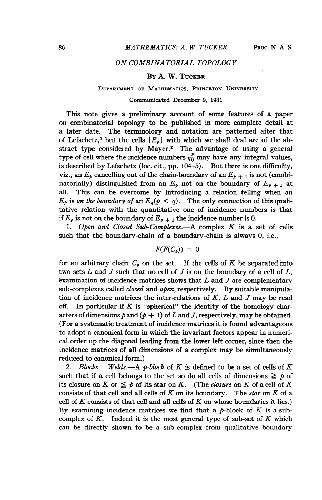 86 MATHEMATICS: A. W. TUCKER PROC. N. A. S.
ON COMBINATORIAL TOPOLOGY
BY A. W. TUCKER
DEPARTMENT OF MATHEMATICS, PRINCETON UNIVERSITY
Communicated December 9, 1931
This note gives a preliminary account of some features of a paper
on combinatorial topology to be published in more complete detail at
a later date. The terminology and notation are patterned after that
of Lefschetz, but the cells {E_p} with which we shall deal are of the ab-
stract type considered by Mayer.² The advantage of using a general
type of cell where the incidence numbers may have any integral values,
is described by Lefschetz (loc. cit., pp. 104-5). But there is one difficulty,
viz., an E_p cancelling out of the chain-boundary of an E_{p + 1} is not (combi-
natorially) distinguished from an E_p not on the boundary of E_{p + 1} at
all. This can be overcome by introducing a relation telling when an
E_p is on the boundary of an E_q (p < q). The only connection of this quali-
tative relation with the quantitative one of incidence numbers is that
if E_p is not on the boundary of E_{p + 1} the incidence number is 0.
1. Open and Closed Sub-Complexes.—A complex K is a set of cells
such that the boundary-chain of a boundary-chain is always 0, i.e.,
F(F(C_p)) = 0
for an arbitrary chain C_p on the set. If the cells of K be separated into
two sets L and J such that no cell of J is on the boundary of a cell of L,
examination of incidence matrices shows that L and J are complementary
sub-complexes called closed and open, respectively. By suitable manipula-
tion of incidence matrices the inter-relations of K, L and J may be read
off. In particular if K is "spherical" the identity of the homology char-
acters of dimensions p and (p + 1) of L and J, respectively, may be obtained.
(For a systematic treatment of incidence matrices it is found advantageous
to adopt a canonical form in which the invariant factors appear in numeri-
cal order up the diagonal leading from the lower left corner, since then the
incidence matrices of all dimensions of a complex may be simultaneously
reduced to canonical form.)
2. Blocks. Webs.—A p-block of K is defined to be a set of cells of K
such that if a cell belongs to the set so do all cells of dimensions ≧ p of
its closure on K or ≦ p of its star on K. (The closure on K of a cell of K
consists of that cell and all cells of K on its boundary. The star on K of a
cell of K consists of that cell and all cells of K on whose boundaries it lies.)
By examining incidence matrices we find that a p-block of K is a sub-
complex of K. Indeed it is the most general type of sub-set of K which
can be directly shown to be a sub-complex from qualitative boundary